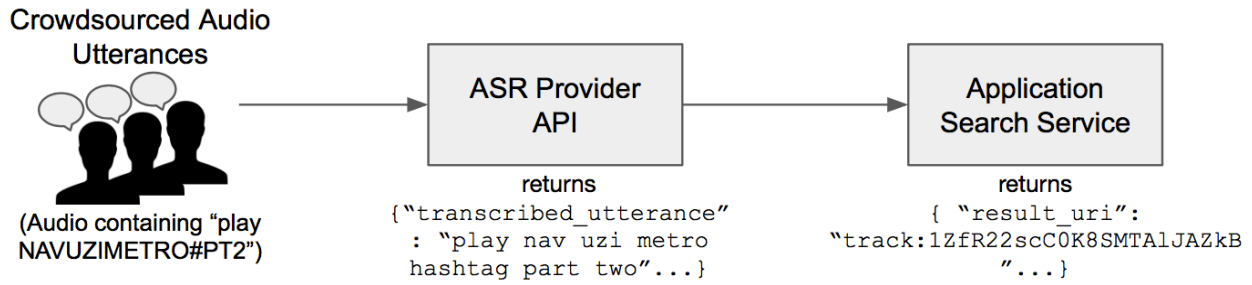 Crowdsourced Audio
Utterances
(Audio containing “play
NAVUZIMETRO#PT2”)
ASR Provider
API
returns
{“transcribed_utterance”
: “play nav uzi metro
hashtag part two”...}
Application
Search Service
returns
{ “result_uri”:
“track:1ZfR22scC0K8SMTAlJAZkB
”...}